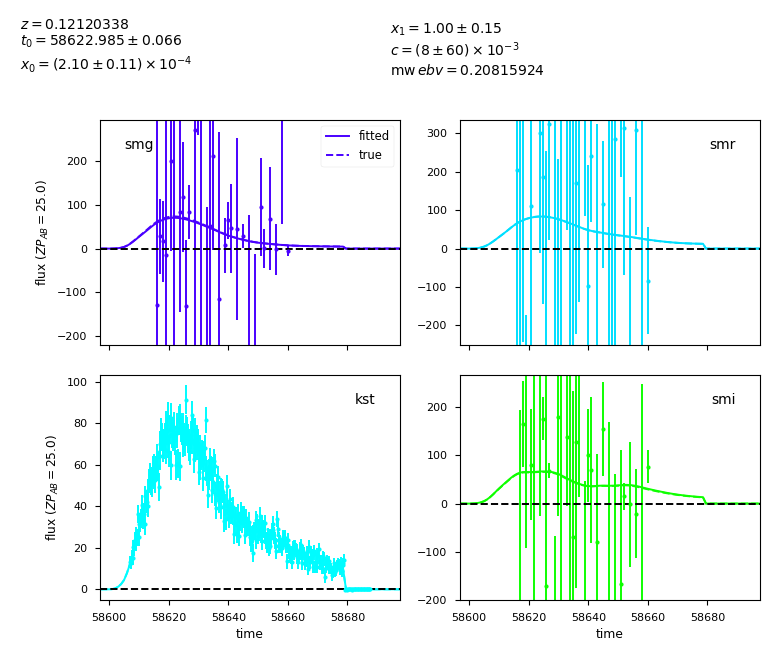 z = 0.12120338
t₀ = 58622.985 ± 0.066
x₀ = (2.10 ± 0.11) × 10⁻⁴
x₁ = 1.00 ± 0.15
c = (8 ± 60) × 10⁻³
mw ebv = 0.20815924
smg
fitted
true
200
100
0
−100
−200
flux (ZP_AB = 25.0)
smr
300
200
100
0
−100
−200
kst
100
80
60
40
20
0
flux (ZP_AB = 25.0)
58600 58620 58640 58660 58680
time
smi
200
100
0
−100
−200
58600 58620 58640 58660 58680
time